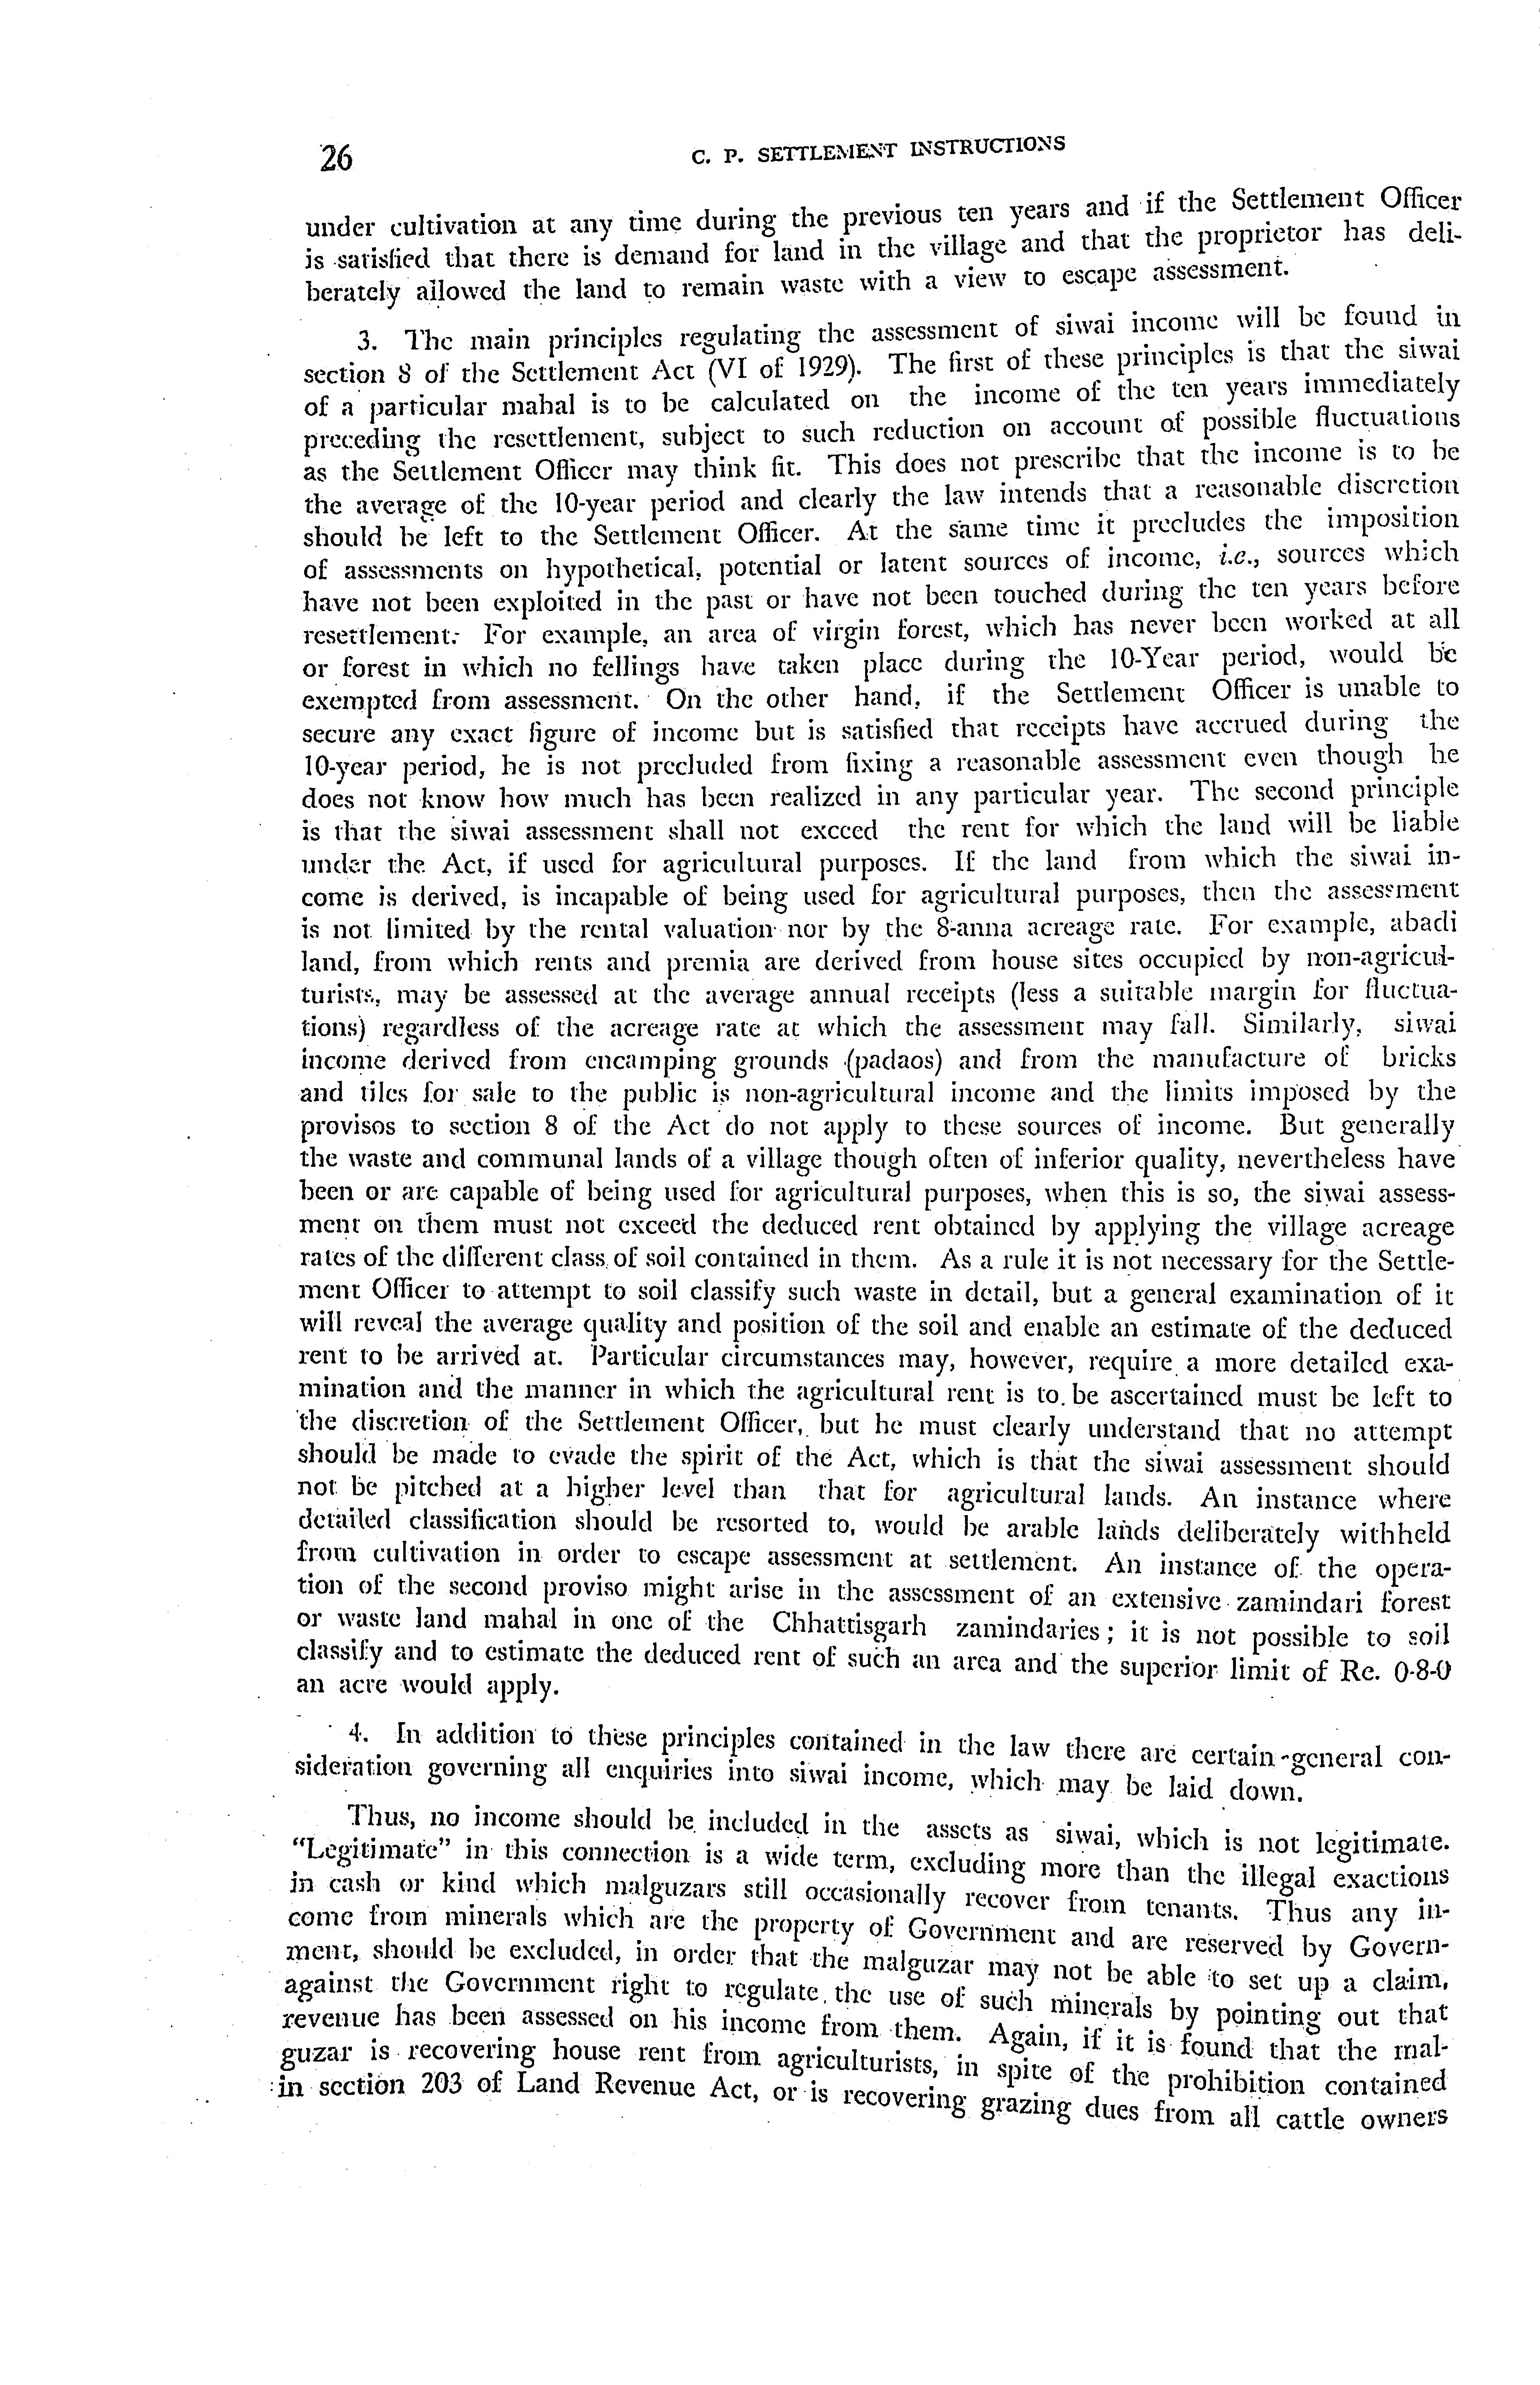 26
C. P. SETTLEMENT INSTRUCTIONS
under cultivation at any time during the previous ten years and if the Settlement Officer
is satisfied that there is demand for land in the village and that the proprietor has deli-
berately allowed the land to remain waste with a view to escape assessment.
3. The main principles regulating the assessment of siwai income will be found in
section 8 of the Settlement Act (VI of 1929). The first of these principles is that the siwai
of a particular mahal is to be calculated on the income of the ten years immediately
preceding the resettlement, subject to such reduction on account of possible fluctuations
as the Settlement Officer may think fit. This does not prescribe that the income is to be
the average of the 10-year period and clearly the law intends that a reasonable discretion
should be left to the Settlement Officer. At the same time it precludes the imposition
of assessments on hypothetical, potential or latent sources of income, i.e., sources which
have not been exploited in the past or have not been touched during the ten years before
resettlement. For example, an area of virgin forest, which has never been worked at all
or forest in which no fellings have taken place during the 10-Year period, would be
exempted from assessment. On the other hand, if the Settlement Officer is unable to
secure any exact figure of income but is satisfied that receipts have accrued during the
10-year period, he is not precluded from fixing a reasonable assessment even though he
does not know how much has been realized in any particular year. The second principle
is that the siwai assessment shall not exceed the rent for which the land will be liable
under the Act, if used for agricultural purposes. If the land from which the siwai in-
come is derived, is incapable of being used for agricultural purposes, then the assessment
is not limited by the rental valuation nor by the 8-anna acreage rate. For example, abadi
land, from which rents and premia are derived from house sites occupied by non-agricul-
turists, may be assessed at the average annual receipts (less a suitable margin for fluctua-
tions) regardless of the acreage rate at which the assessment may fall. Similarly, siwai
income derived from encamping grounds (padaos) and from the manufacture of bricks
and tiles for sale to the public is non-agricultural income and the limits imposed by the
provisos to section 8 of the Act do not apply to these sources of income. But generally
the waste and communal lands of a village though often of inferior quality, nevertheless have
been or are capable of being used for agricultural purposes, when this is so, the siwai assess-
ment on them must not exceed the deduced rent obtained by applying the village acreage
rates of the different class of soil contained in them. As a rule it is not necessary for the Settle-
ment Officer to attempt to soil classify such waste in detail, but a general examination of it
will reveal the average quality and position of the soil and enable an estimate of the deduced
rent to be arrived at. Particular circumstances may, however, require a more detailed exa-
mination and the manner in which the agricultural rent is to be ascertained must be left to
the discretion of the Settlement Officer, but he must clearly understand that no attempt
should be made to evade the spirit of the Act, which is that the siwai assessment should
not be pitched at a higher level than that for agricultural lands. An instance where
detailed classification should be resorted to, would be arable lands deliberately withheld
from cultivation in order to escape assessment at settlement. An instance of the opera-
tion of the second proviso might arise in the assessment of an extensive zamindari forest
or waste land mahal in one of the Chhattisgarh zamindaries; it is not possible to soil
classify and to estimate the deduced rent of such an area and the superior limit of Re. 0-8-0
an acre would apply.
4. In addition to these principles contained in the law there are certain general con-
sideration governing all enquiries into siwai income, which may be laid down.
Thus, no income should be included in the assets as siwai, which is not legitimate.
"Legitimate" in this connection is a wide term, excluding more than the illegal exactions
in cash or kind which malguzars still occasionally recover from tenants. Thus any in-
come from minerals which are the property of Government and are reserved by Govern-
ment, should be excluded, in order that the malguzar may not be able to set up a claim,
against the Government right to regulate the use of such minerals by pointing out that
revenue has been assessed on his income from them. Again, if it is found that the mal-
guzar is recovering house rent from agriculturists, in spite of the prohibition contained
in section 203 of Land Revenue Act, or is recovering grazing dues from all cattle owners